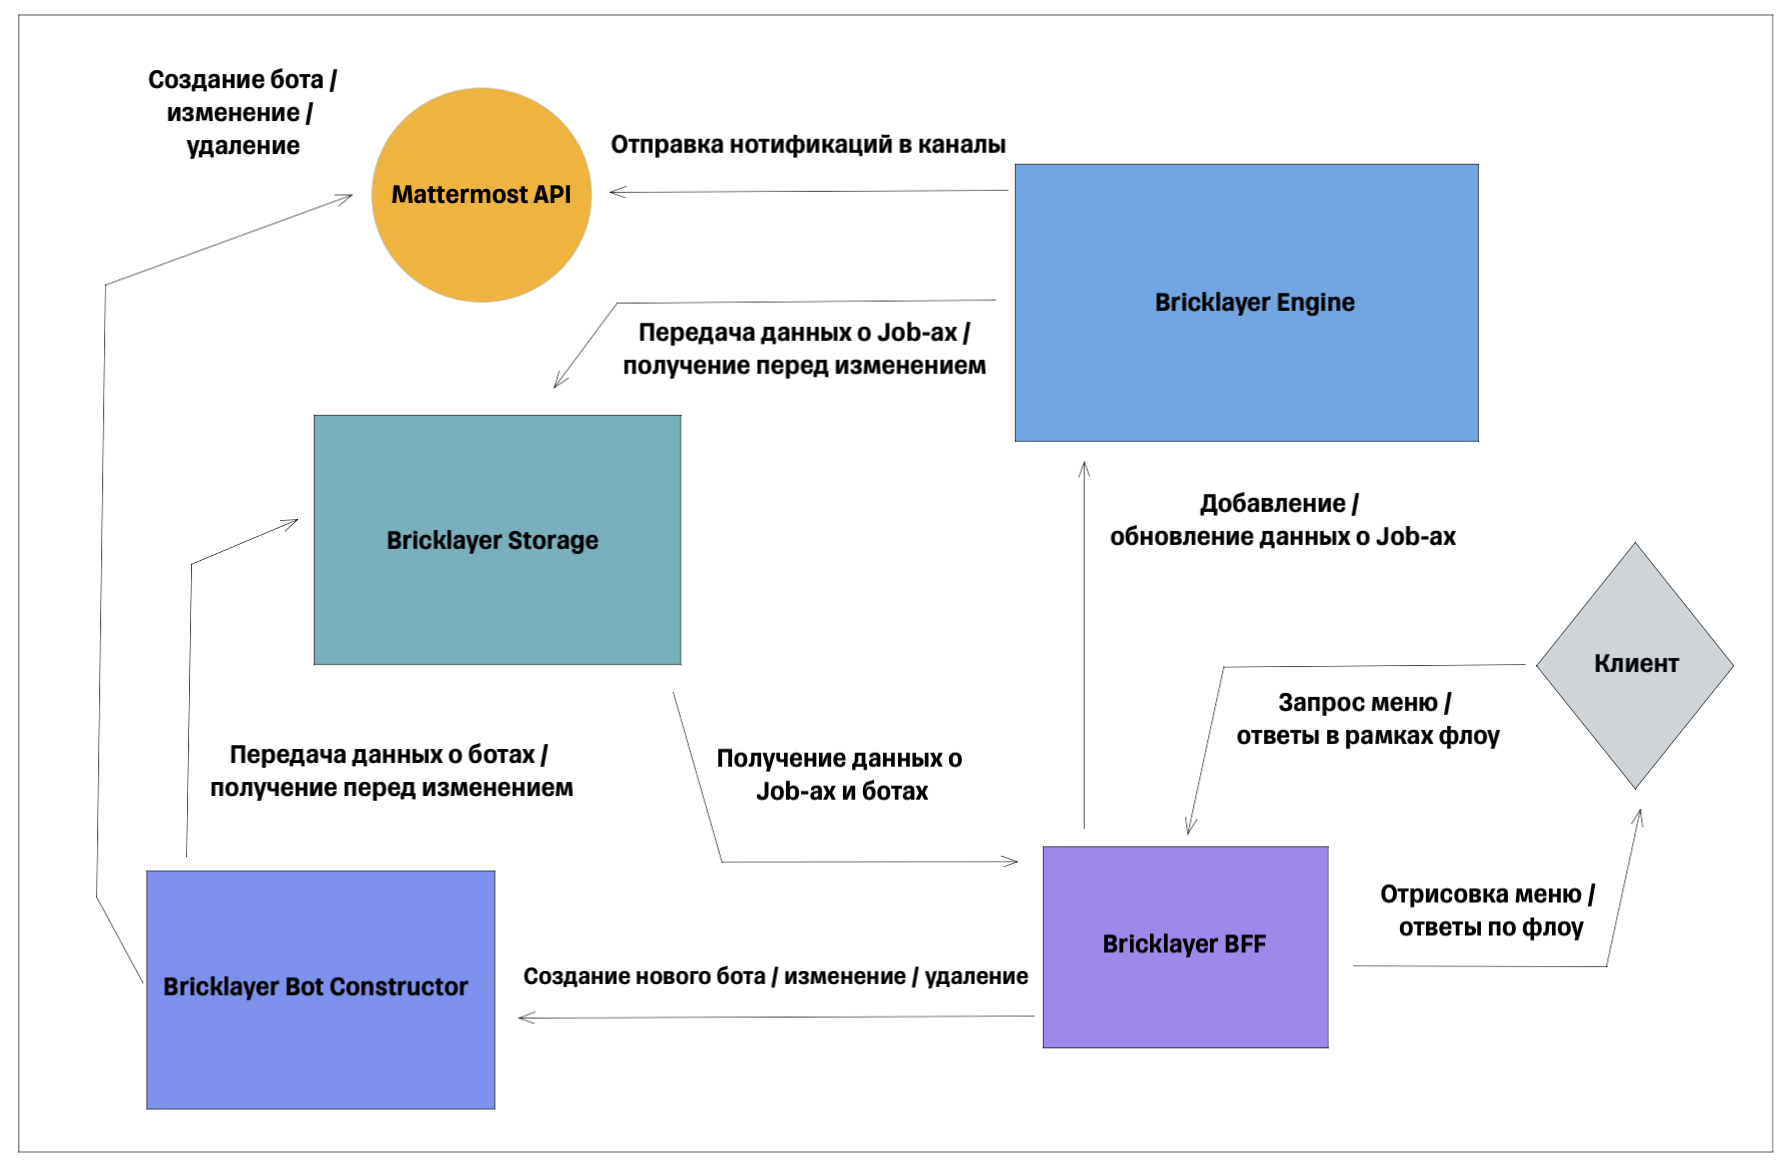 Создание бота /
изменение /
удаление
Mattermost API
Отправка нотификаций в каналы
Bricklayer Engine
Передача данных о Job-ах /
получение перед изменением
Bricklayer Storage
Добавление /
обновление данных о Job-ах
Клиент
Запрос меню /
ответы в рамках флоу
Передача данных о ботах /
получение перед изменением
Получение данных о
Job-ах и ботах
Отрисовка меню /
ответы по флоу
Bricklayer BFF
Создание нового бота / изменение / удаление
Bricklayer Bot Constructor